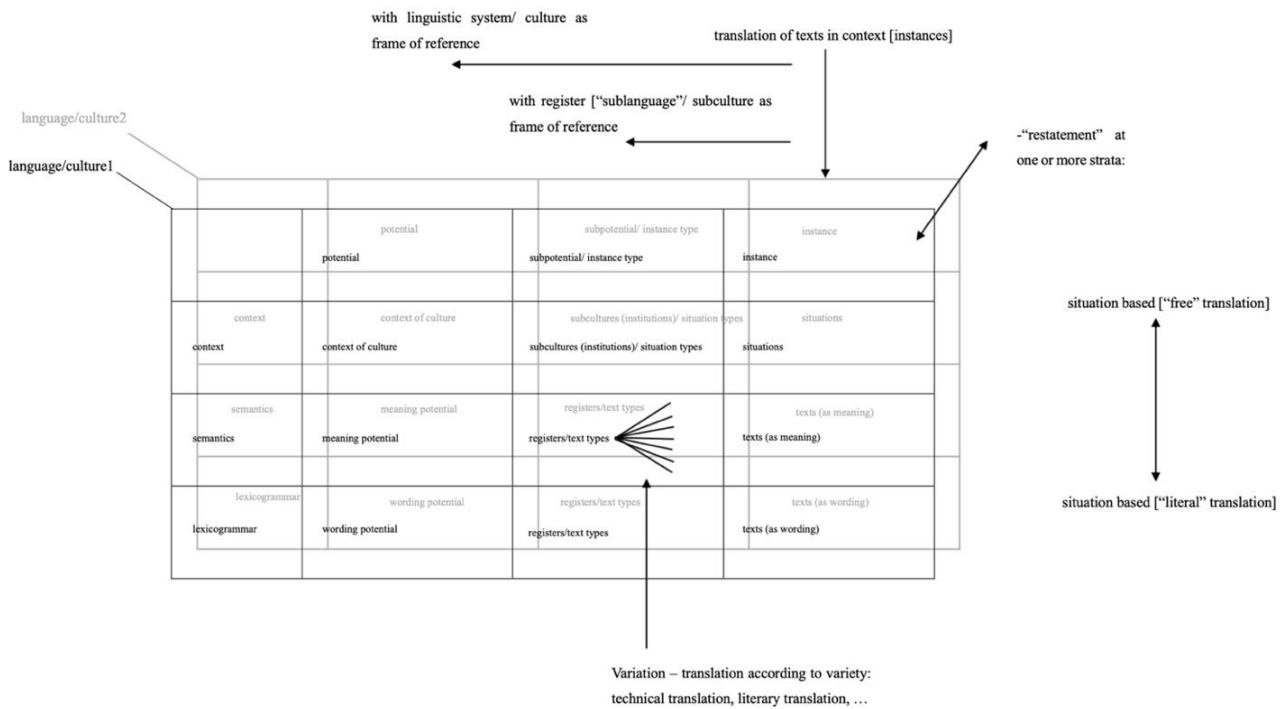 with linguistic system/ culture as
frame of reference
translation of texts in context [instances]
with register [“sublanguage”/ subculture as
frame of reference
language/culture2
language/culture1
-“restatement” at
one or more strata:
potential
subpotential/ instance type
instance
potential
subpotential/ instance type
instance
context
context of culture
subcultures (institutions)/ situation types
situations
context
context of culture
subcultures (institutions)/ situation types
situations
situation based [“free” translation]
semantics
meaning potential
registers/text types
texts (as meaning)
semantics
meaning potential
registers/text types
texts (as meaning)
lexicogrammar
wording potential
registers/text types
texts (as wording)
lexicogrammar
wording potential
registers/text types
texts (as wording)
situation based [“literal” translation]
Variation – translation according to variety:
technical translation, literary translation, …